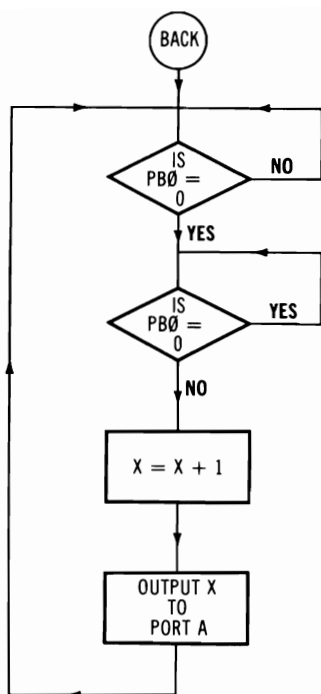 BACK
IS
PBØ =
0
NO
YES
IS
PBØ =
0
YES
NO
X = X + 1
OUTPUT X
TO
PORT A